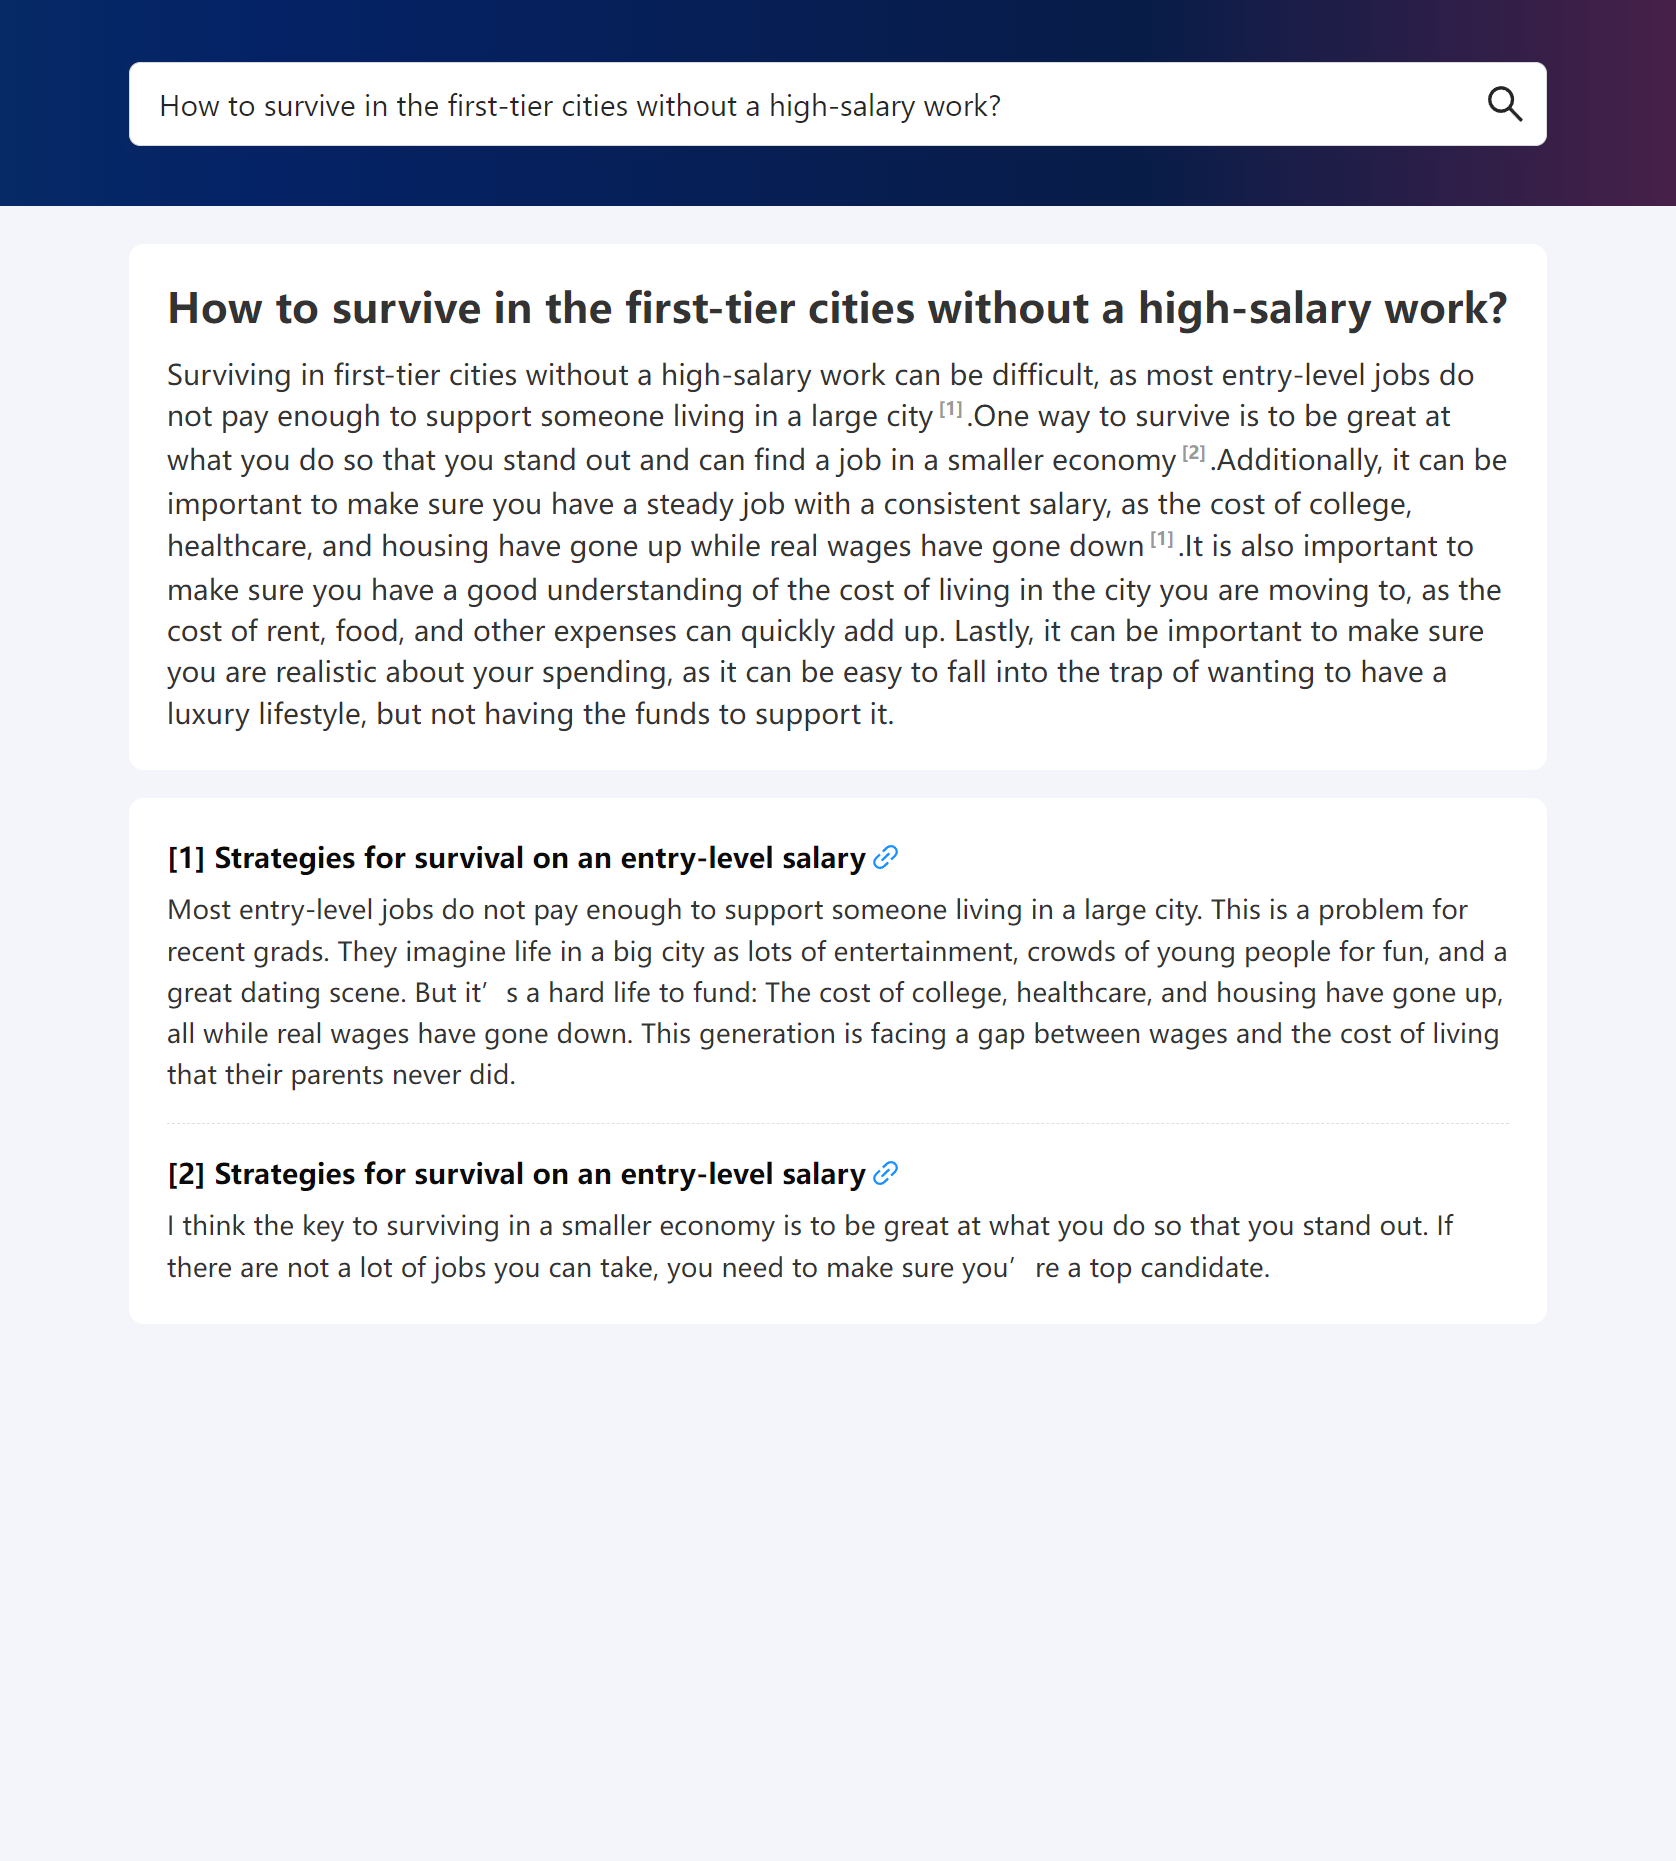 How to survive in the first-tier cities without a high-salary work?
How to survive in the first-tier cities without a high-salary work?
Surviving in first-tier cities without a high-salary work can be difficult, as most entry-level jobs do
not pay enough to support someone living in a large city [1].One way to survive is to be great at
what you do so that you stand out and can find a job in a smaller economy [2].Additionally, it can be
important to make sure you have a steady job with a consistent salary, as the cost of college,
healthcare, and housing have gone up while real wages have gone down [1].It is also important to
make sure you have a good understanding of the cost of living in the city you are moving to, as the
cost of rent, food, and other expenses can quickly add up. Lastly, it can be important to make sure
you are realistic about your spending, as it can be easy to fall into the trap of wanting to have a
luxury lifestyle, but not having the funds to support it.
[1] Strategies for survival on an entry-level salary
Most entry-level jobs do not pay enough to support someone living in a large city. This is a problem for
recent grads. They imagine life in a big city as lots of entertainment, crowds of young people for fun, and a
great dating scene. But it’s a hard life to fund: The cost of college, healthcare, and housing have gone up,
all while real wages have gone down. This generation is facing a gap between wages and the cost of living
that their parents never did.
[2] Strategies for survival on an entry-level salary
I think the key to surviving in a smaller economy is to be great at what you do so that you stand out. If
there are not a lot of jobs you can take, you need to make sure you’re a top candidate.